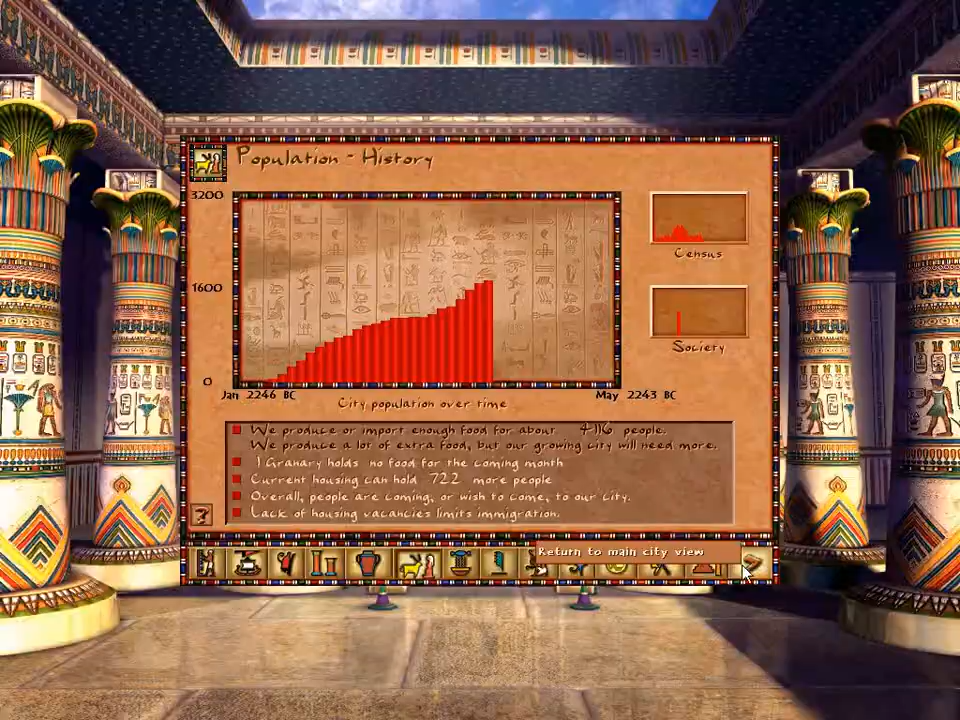 Population - History
3200
1600
0
Jan 2246 BC
May 2243 BC
City population over time
Census
Society
We produce or import enough food for about 4116 people.
We produce a lot of extra food, but our growing city will need more.
1 Granary holds no food for the coming month
Current housing can hold 722 more people
Overall, people are coming, or wish to come, to our city.
Lack of housing vacancies limits immigration.
?
Return to main city view